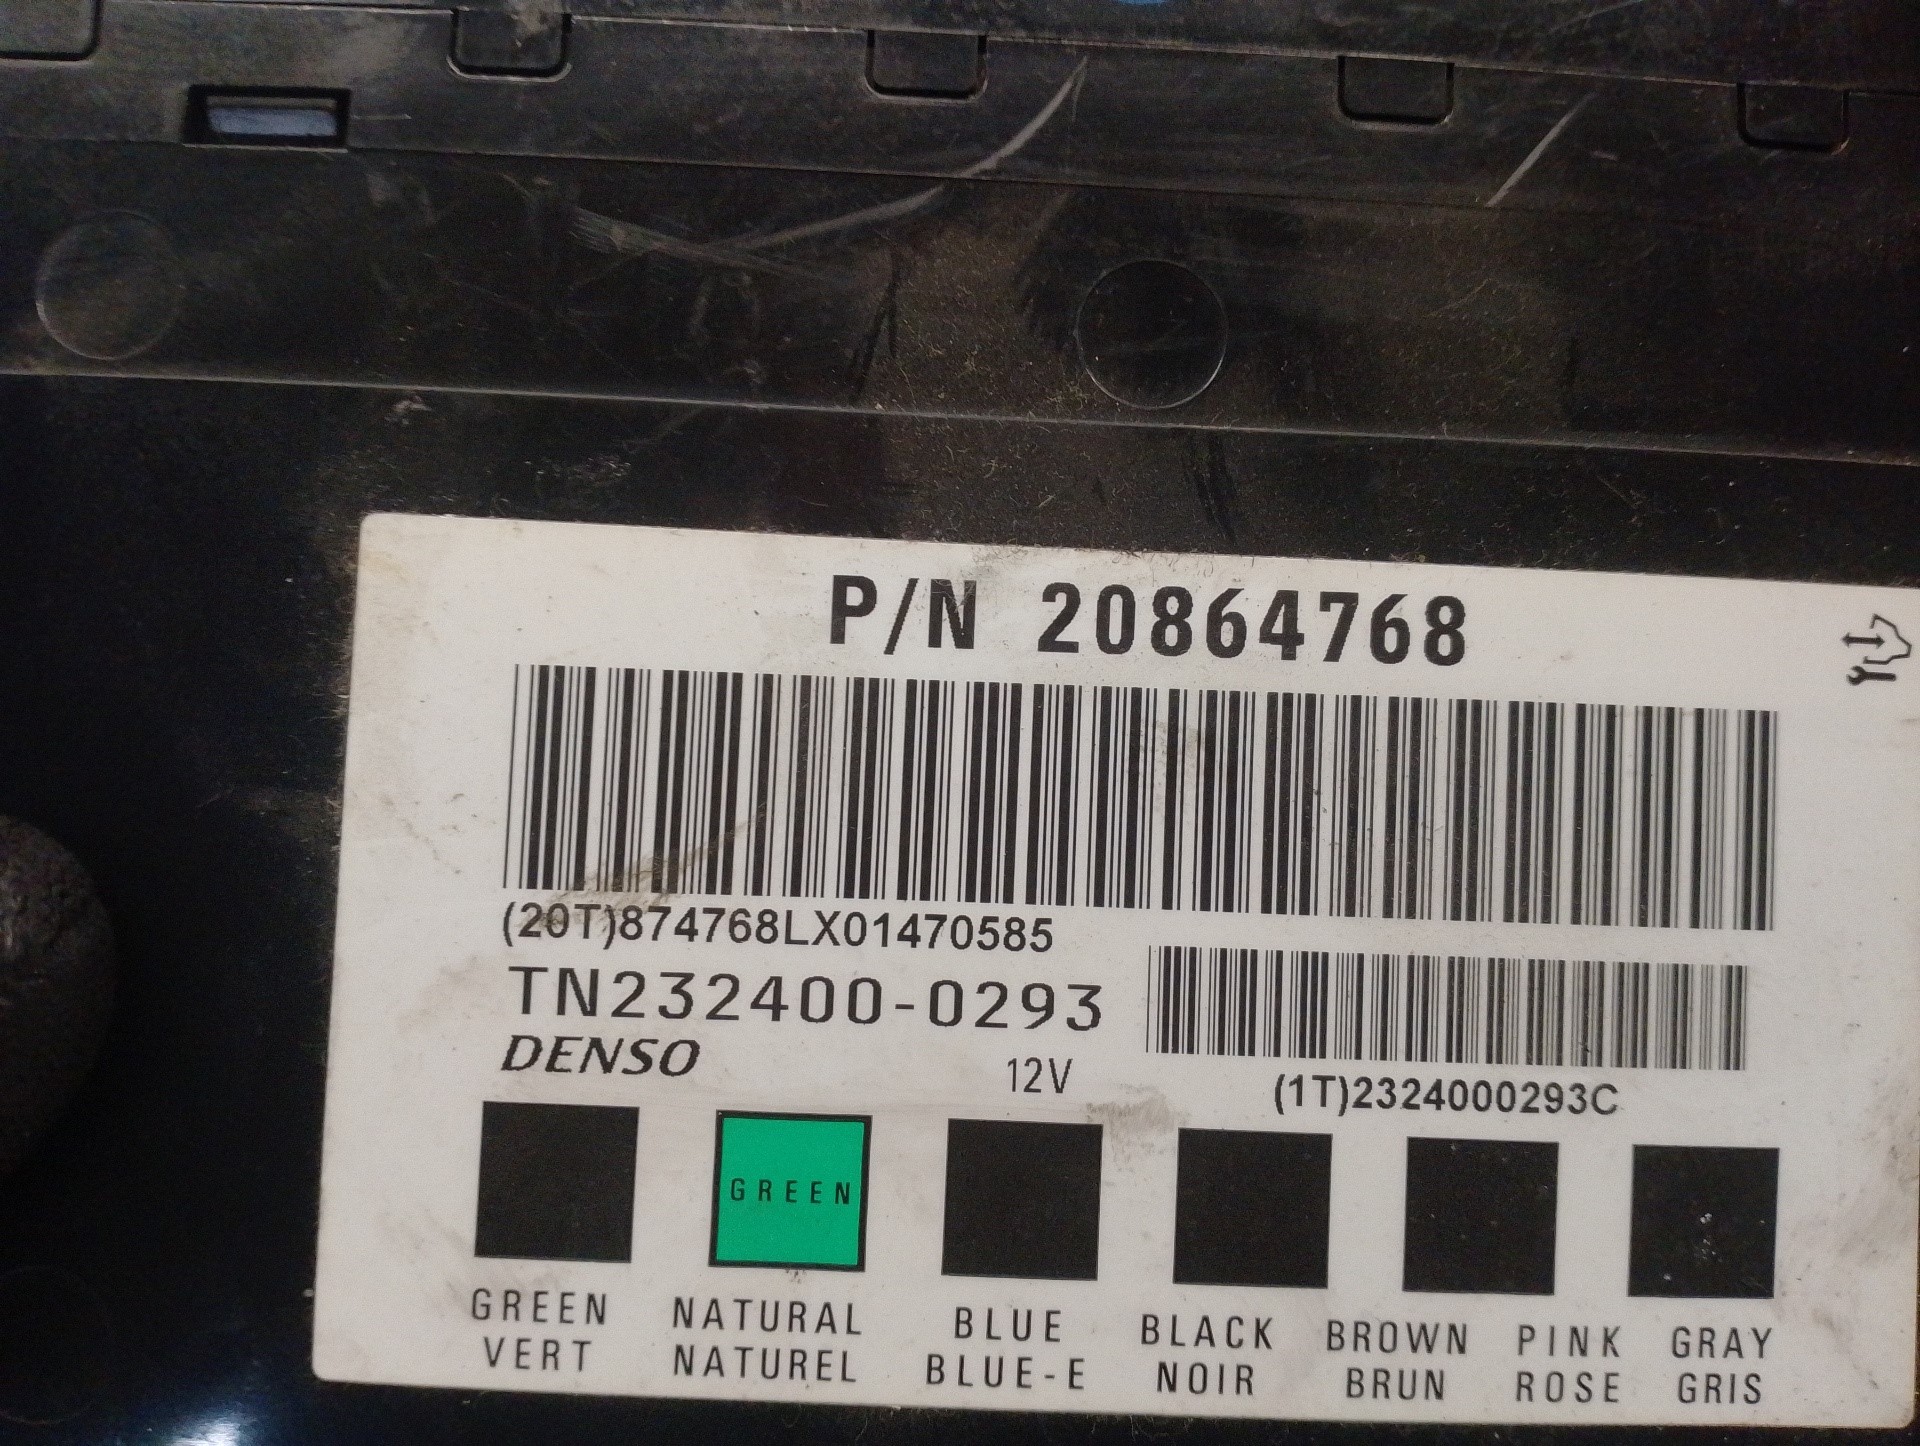 P/N 20864768
(20T)874768LX01470585
TN232400-0293
DENSO
12V
(1T)2324000293C
GREEN
GREEN
VERT
NATURAL
NATUREL
BLUE
BLUE-E
BLACK
NOIR
BROWN
BRUN
PINK
ROSE
GRAY
GRIS